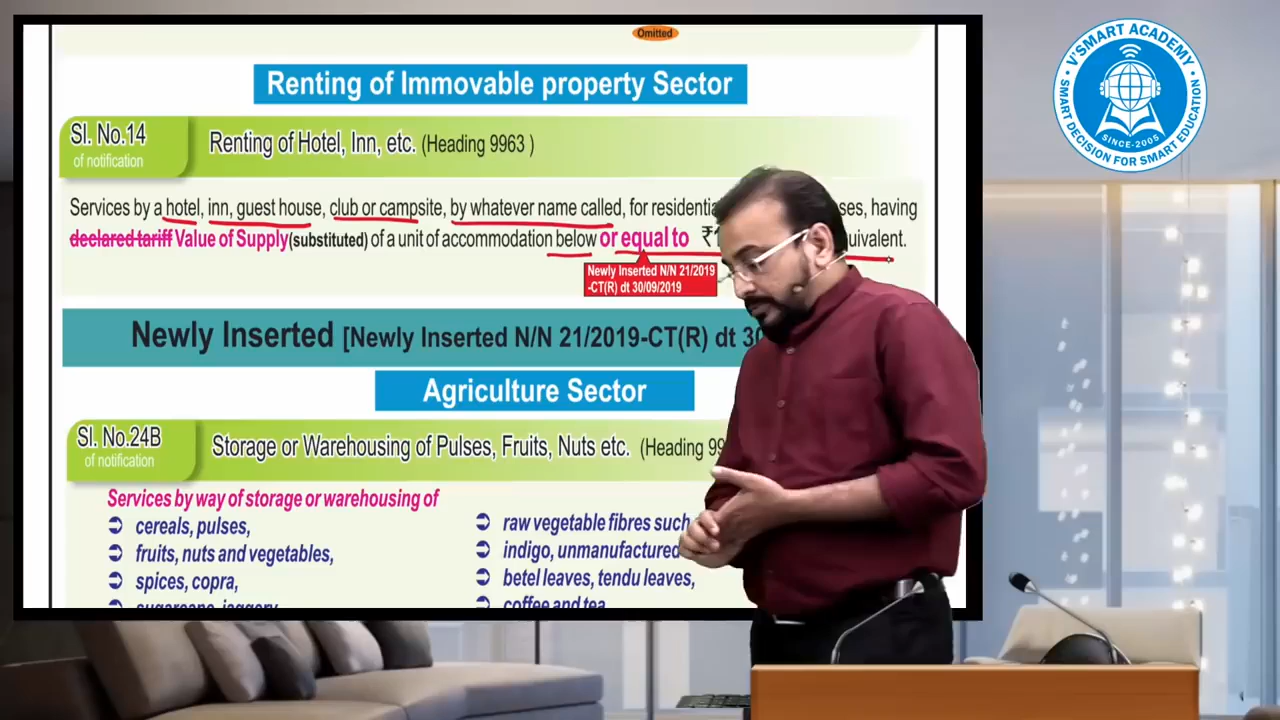 Omitted
Renting of Immovable property Sector
Sl. No.14
of notification
Renting of Hotel, Inn, etc. (Heading 9963 )
Services by a hotel, inn, guest house, club or campsite, by whatever name called, for residential having
declared tariff Value of Supply(substituted) of a unit of accommodation below or equal to
Newly Inserted N/N 21/2019
-CT(R) dt 30/09/2019
Newly Inserted [Newly Inserted N/N 21/2019-CT(R) dt
Agriculture Sector
Sl. No.24B
of notification
Storage or Warehousing of Pulses, Fruits, Nuts etc. (Heading
Services by way of storage or warehousing of
cereals, pulses,
fruits, nuts and vegetables,
spices, copra,
sugarcane, jaggery
raw vegetable fibres such
indigo, unmanufactured
betel leaves, tendu leaves,
coffee and tea
V'SMART ACADEMY
SMART DECISION FOR SMART EDUCATION
SINCE-2005